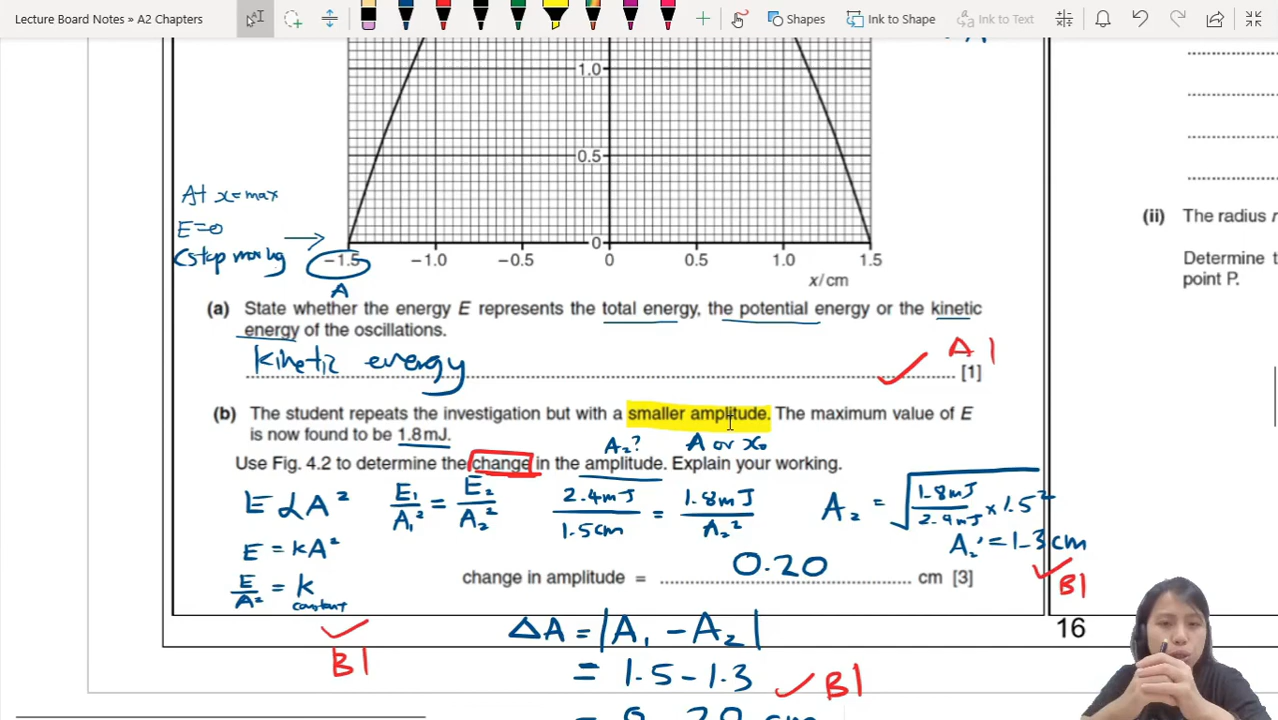 Lecture Board Notes » A2 Chapters
Shapes
Ink to Shape
Ink to Text
1.0
0.5
At x=max
E=0
(stop moving
0
−1.5 −1.0 −0.5 0 0.5 1.0 1.5
A
x/cm
(a) State whether the energy E represents the total energy, the potential energy or the kinetic
energy of the oscillations.
kinetic energy
A1
[1]
(b) The student repeats the investigation but with a smaller amplitude. The maximum value of E
is now found to be 1.8mJ.
A₂? A or x₀
Use Fig. 4.2 to determine the change in the amplitude. Explain your working.
E ∝ A²
E = kA²
E/A² = k
constant
B1
E₁/A₁² = E₂/A₂²
2.4mJ/1.5cm = 1.8mJ/A₂²
A₂ = √(1.8mJ/2.4mJ × 1.5²)
A₂ = 1.3cm
B1
change in amplitude = 0.20 cm [3]
16
ΔA = |A₁ − A₂|
= 1.5 − 1.3
B1
= 0.20 cm
(ii) The radius r
Determine t
point P.